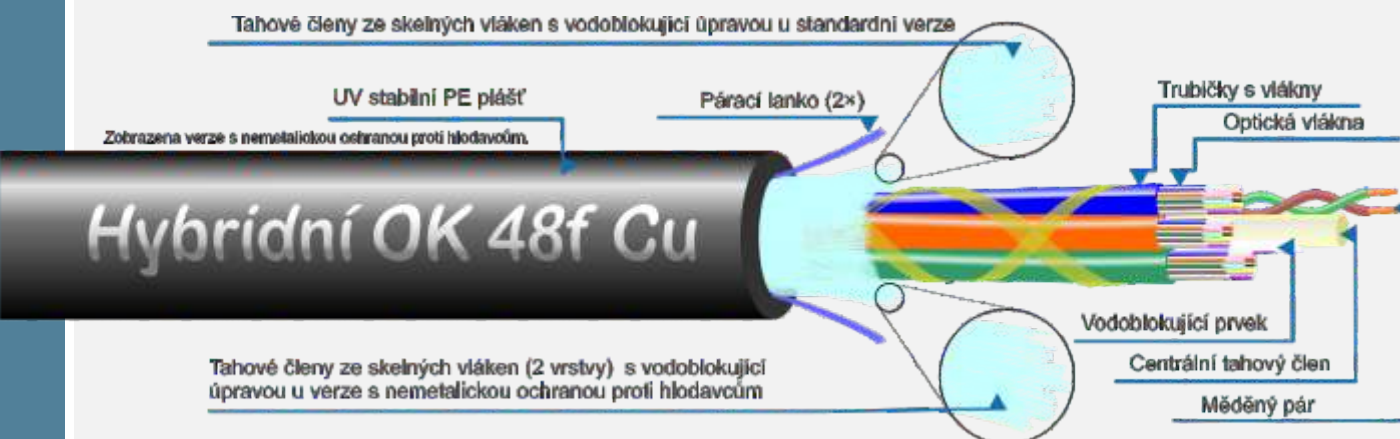 Tahové členy ze skelných vláken s vodoblokující úpravou u standardní verze
UV stabilní PE plášť
Párací lanko (2×)
Trubičky s vlákny
Optická vlákna
Zobrazena verze s nemetalickou ochranou proti hlodavcům.
Hybridní OK 48f Cu
Vodoblokující prvek
Centrální tahový člen
Měděný pár
Tahové členy ze skelných vláken (2 vrstvy) s vodoblokující
úpravou u verze s nemetalickou ochranou proti hlodavcům